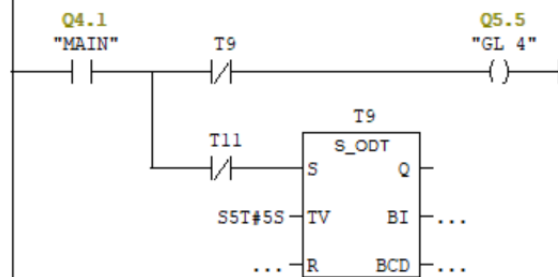 Q4.1 Q5.5
"MAIN" T9 "GL 4"
T9
T11 S_ODT
S Q
S5T#5S TV BI ...
... R BCD ...